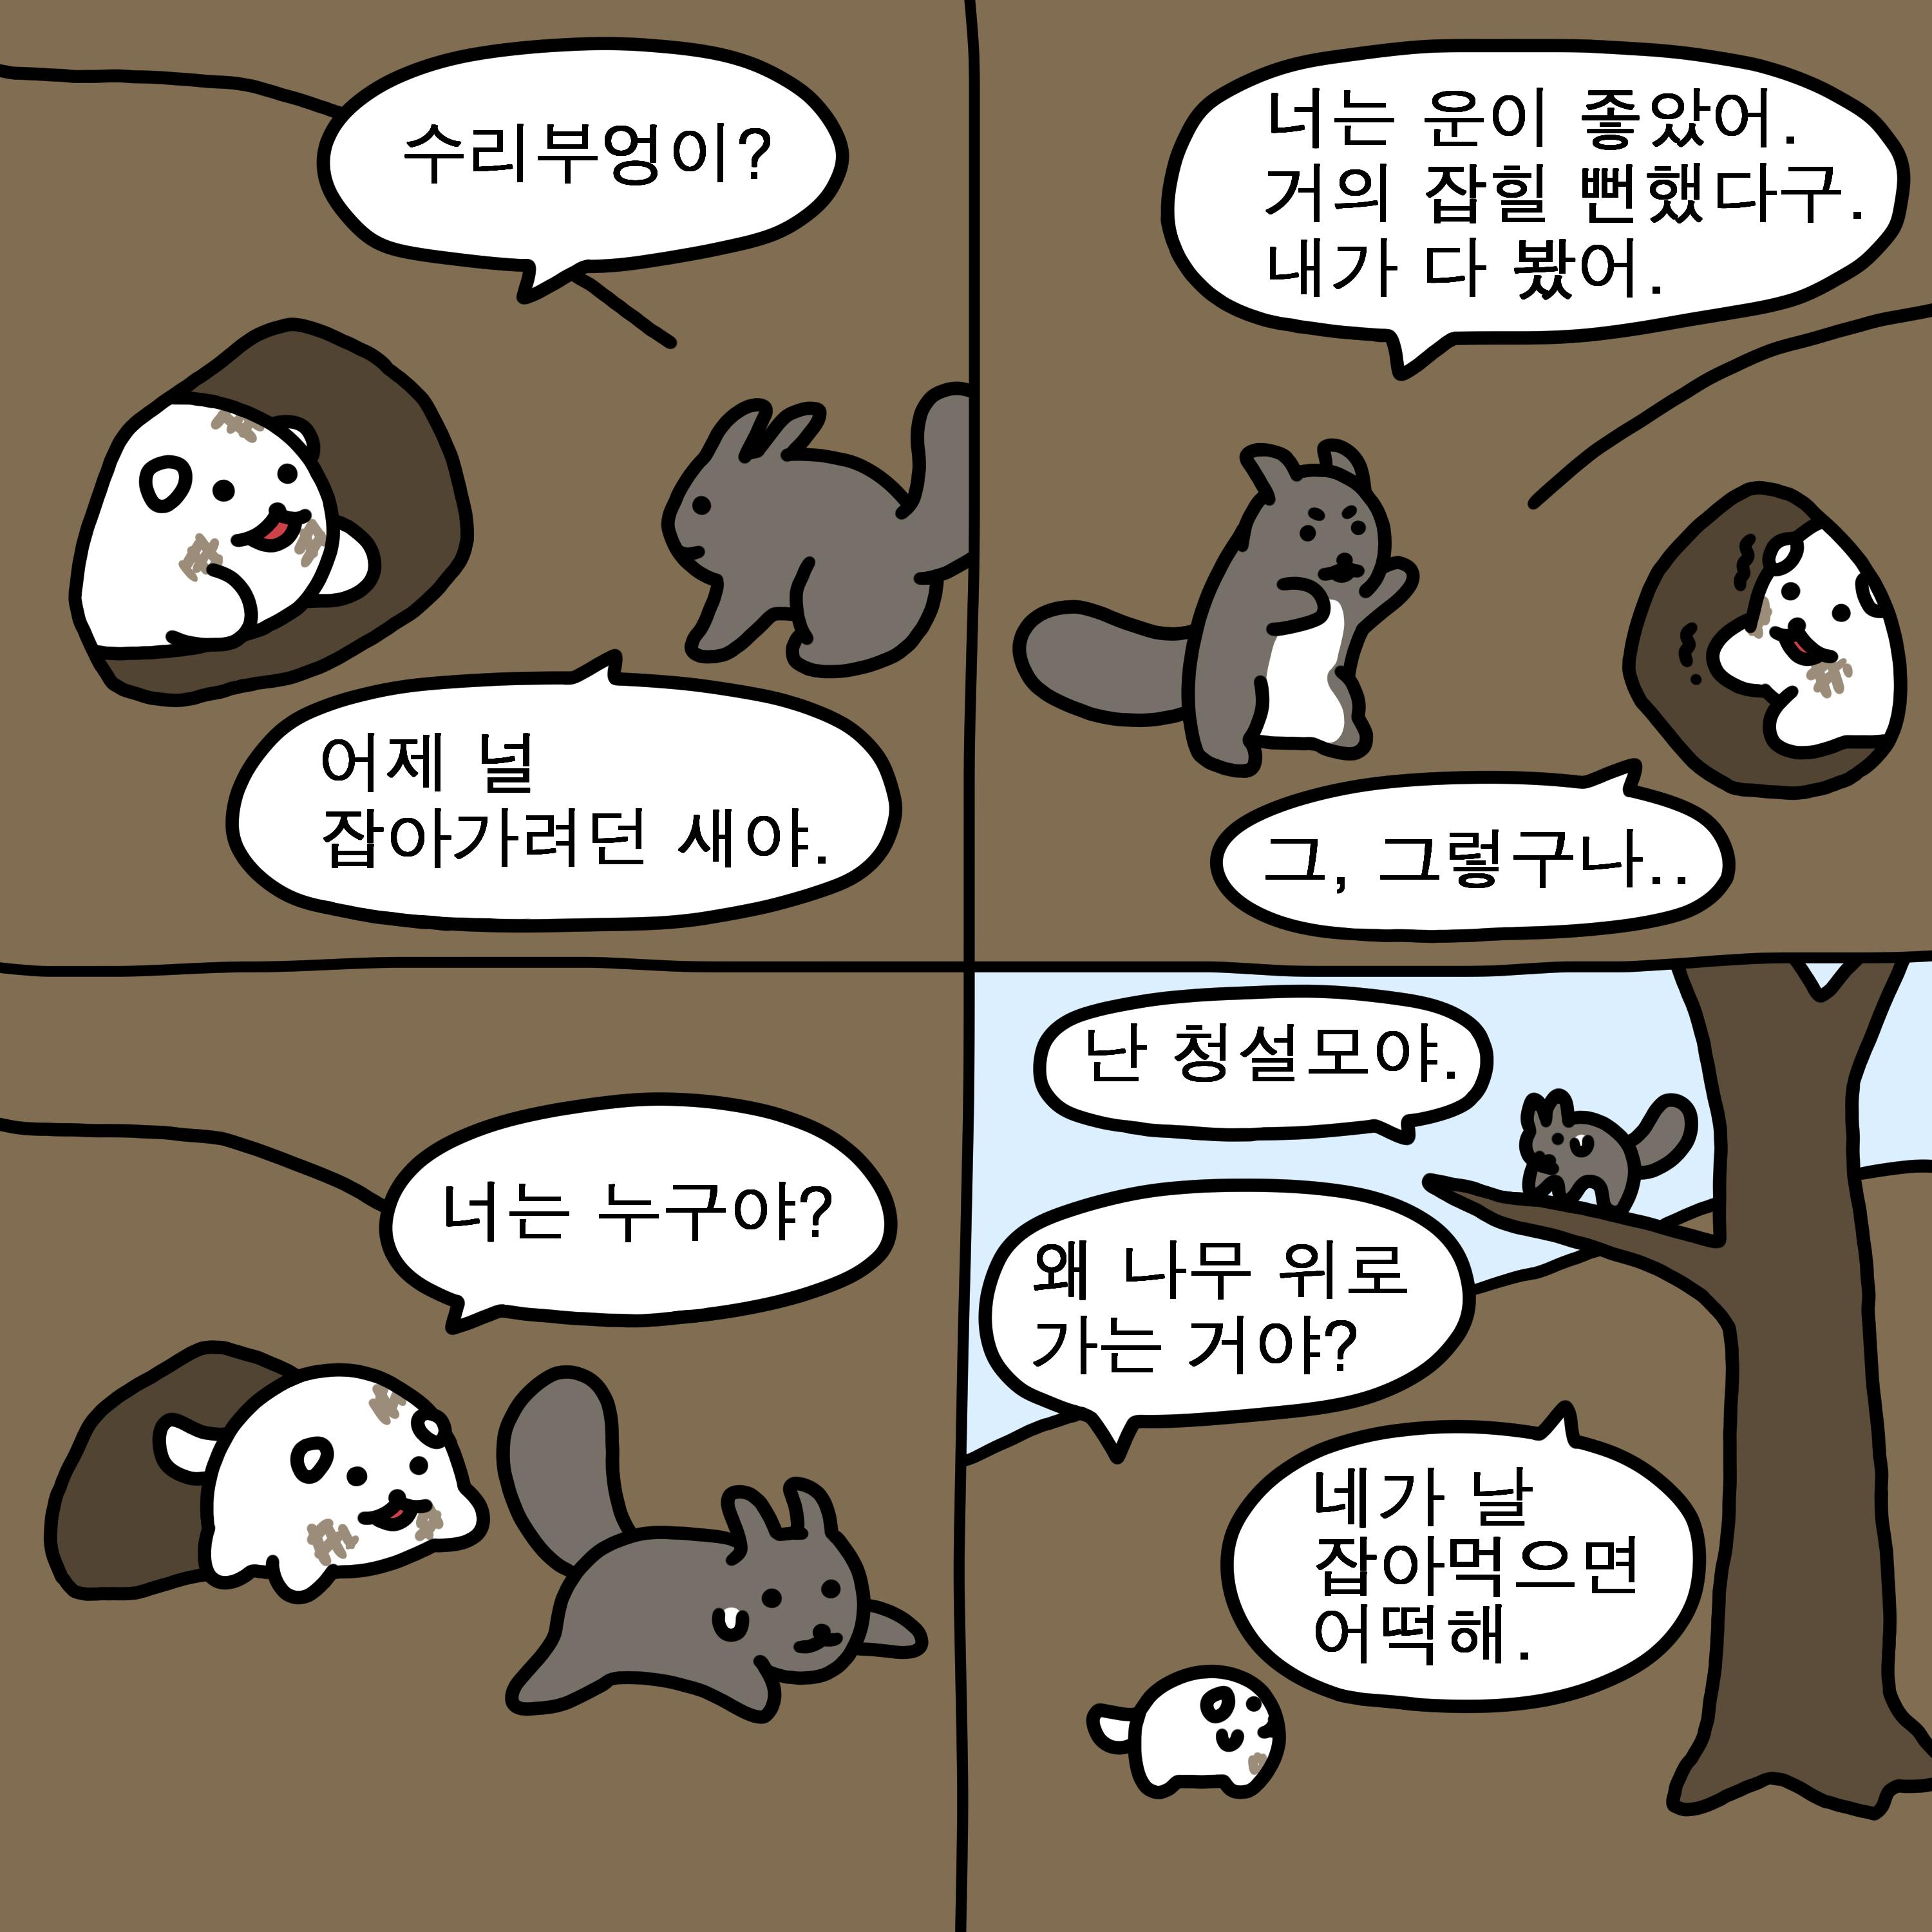 수리부엉이?
어제 널
잡아가려던 새야.
너는 운이 좋았어.
거의 잡힐 뻔했다구.
내가 다 봤어.
그, 그렇구나..
너는 누구야?
난 청설모야.
왜 나무 위로
가는 거야?
네가 날
잡아먹으면
어떡해.